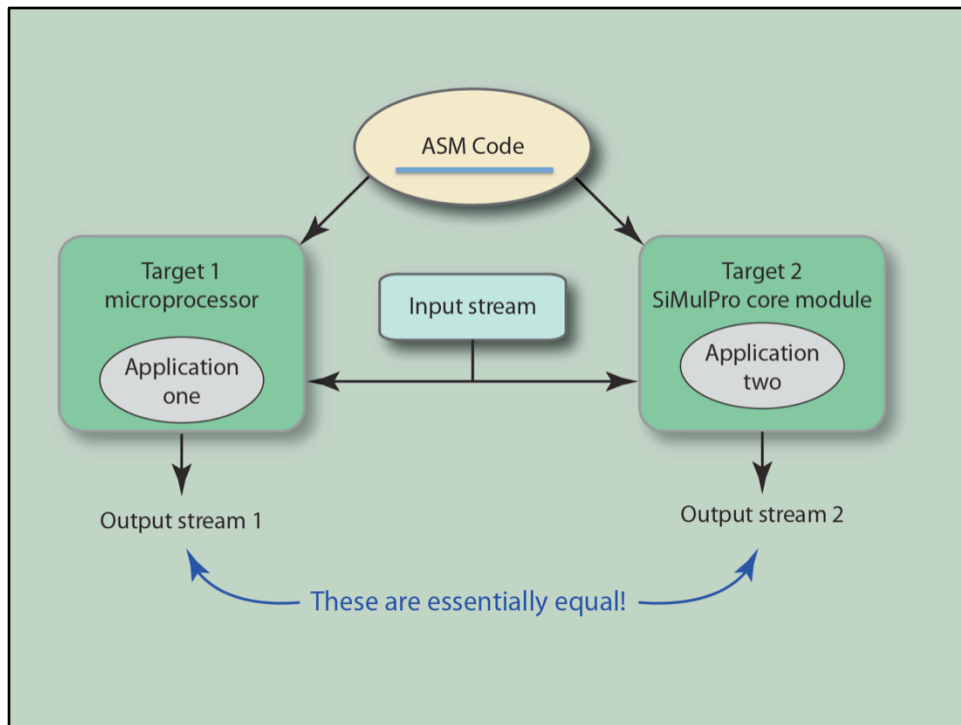 ASM Code
Target 1
microprocessor
Application
one
Input stream
Target 2
SiMulPro core module
Application
two
Output stream 1
Output stream 2
These are essentially equal!